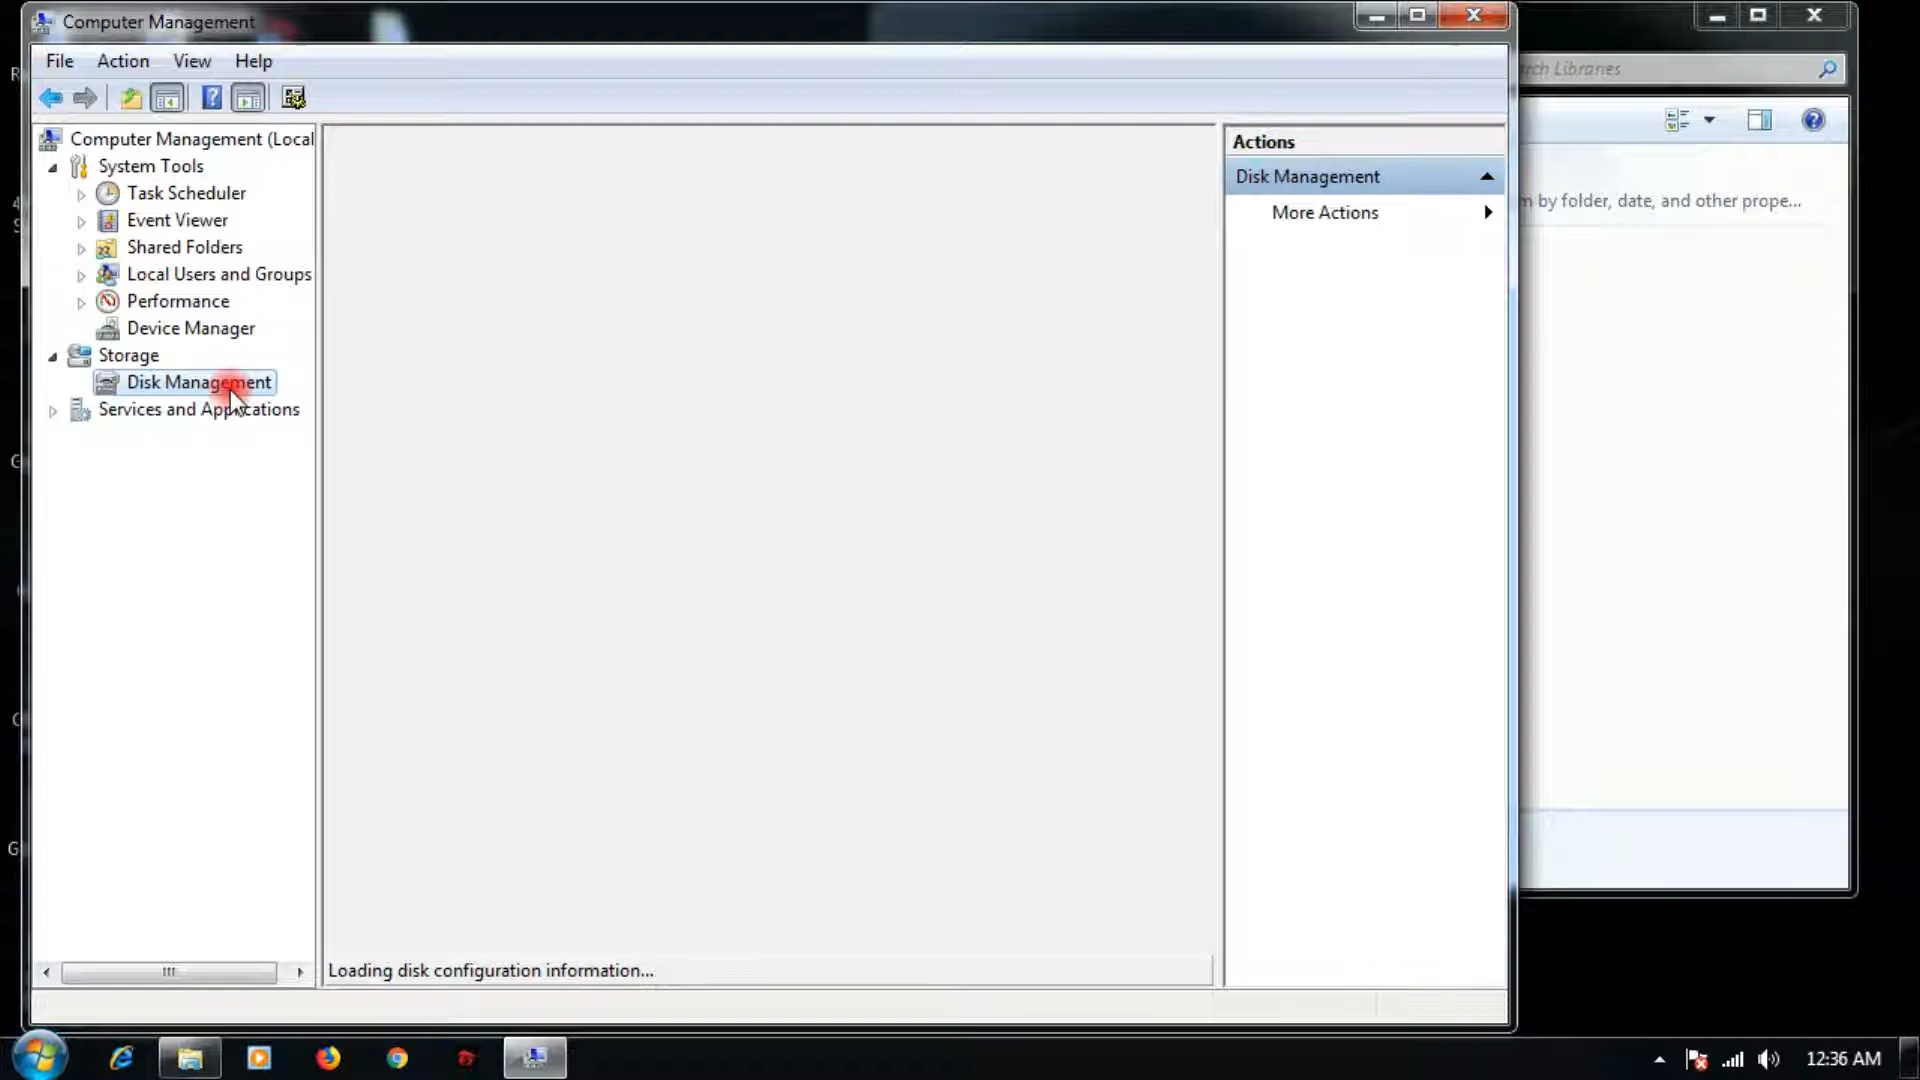 Computer Management
File Action View Help
Computer Management (Local
System Tools
Task Scheduler
Event Viewer
Shared Folders
Local Users and Groups
Performance
Device Manager
Storage
Disk Management
Services and Applications
Loading disk configuration information...
Actions
Disk Management
More Actions
rch Libraries
m by folder, date, and other prope...
12:36 AM